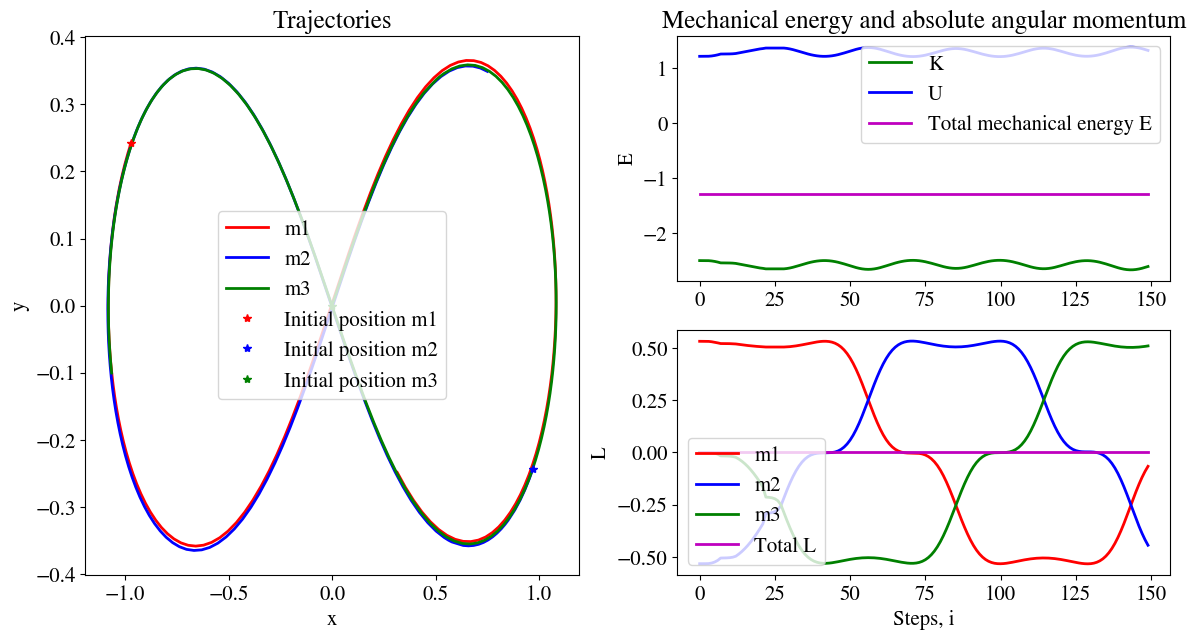 Trajectories
0.4
0.3
0.2
0.1
0.0
−0.1
−0.2
−0.3
−0.4
y
m1
m2
m3
Initial position m1
Initial position m2
Initial position m3
−1.0 −0.5 0.0 0.5 1.0
x
Mechanical energy and absolute angular momentum
1
0
−1
−2
E
K
U
Total mechanical energy E
0 25 50 75 100 125 150
0.50
0.25
0.00
−0.25
−0.50
L
m1
m2
m3
Total L
0 25 50 75 100 125 150
Steps, i